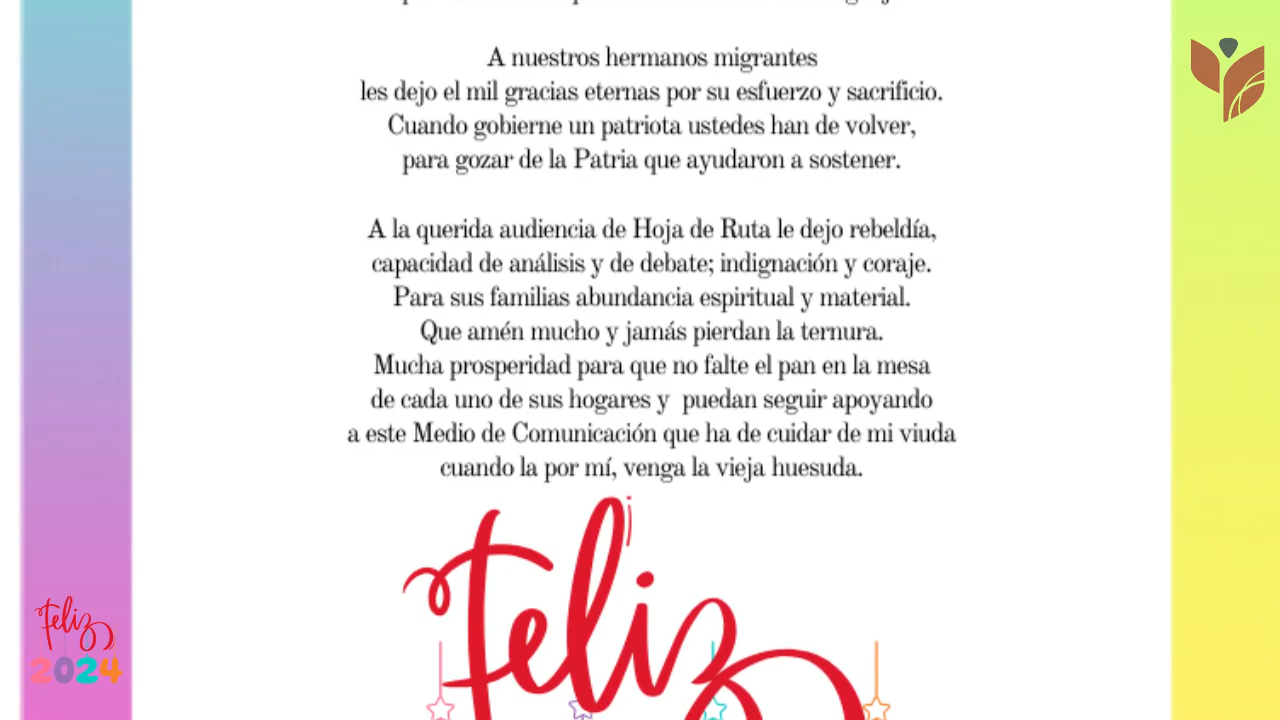 A nuestros hermanos migrantes
les dejo el mil gracias eternas por su esfuerzo y sacrificio.
Cuando gobierne un patriota ustedes han de volver,
para gozar de la Patria que ayudaron a sostener.
A la querida audiencia de Hoja de Ruta le dejo rebeldía,
capacidad de análisis y de debate; indignación y coraje.
Para sus familias abundancia espiritual y material.
Que amén mucho y jamás pierdan la ternura.
Mucha prosperidad para que no falte el pan en la mesa
de cada uno de sus hogares y  puedan seguir apoyando
a este Medio de Comunicación que ha de cuidar de mi viuda
cuando la por mí, venga la vieja huesuda.
Feliz
Feliz
2024